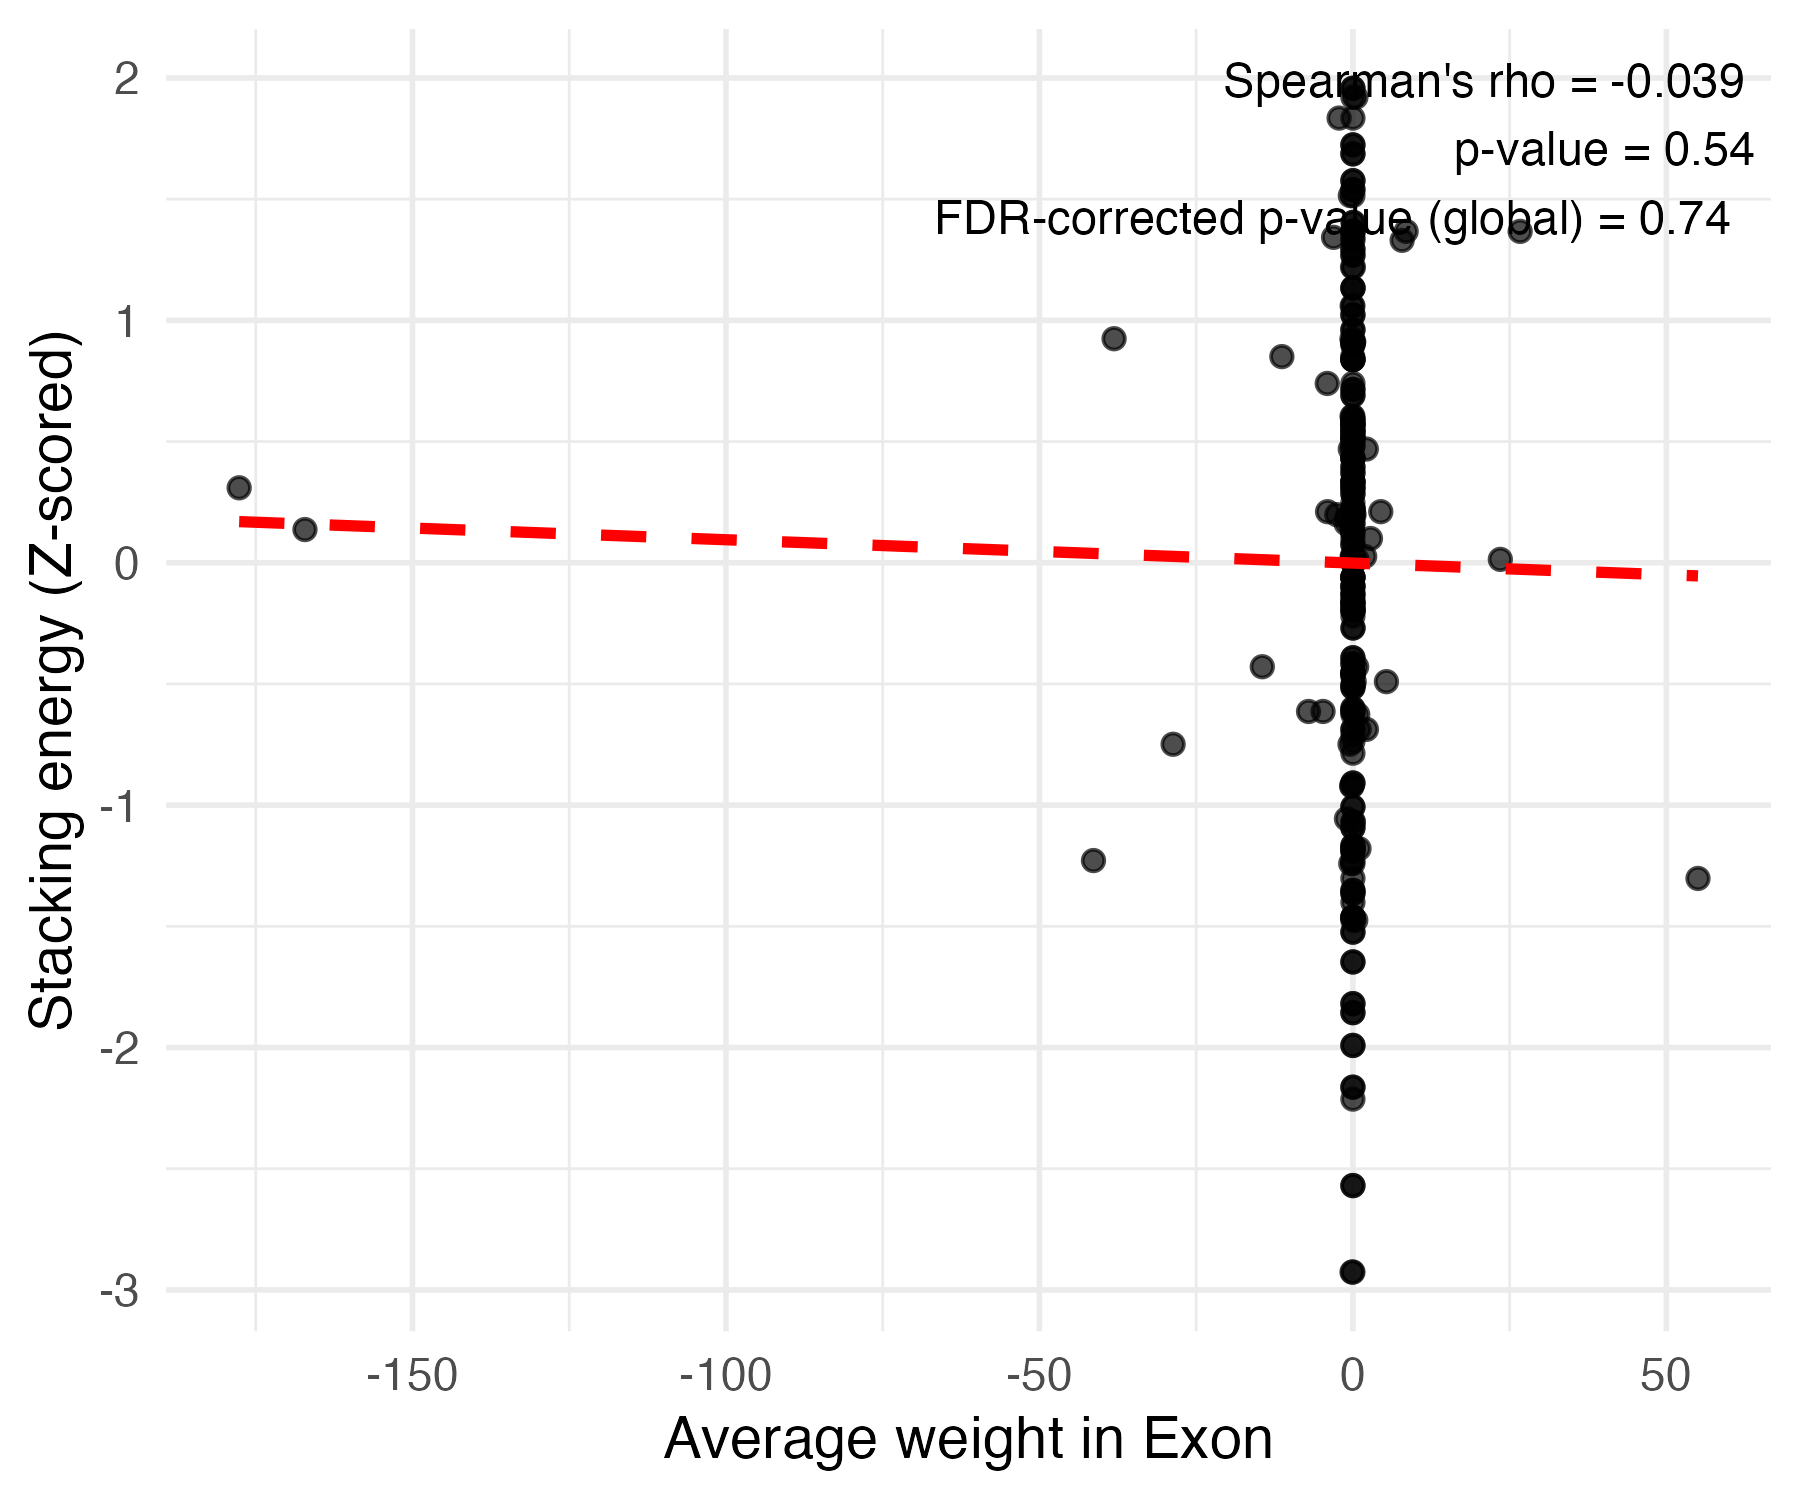 Spearman's rho = -0.039
p-value = 0.54
FDR-corrected p-value (global) = 0.74
2
1
0
-1
-2
-3
Stacking energy (Z-scored)
-150
-100
-50
0
50
Average weight in Exon